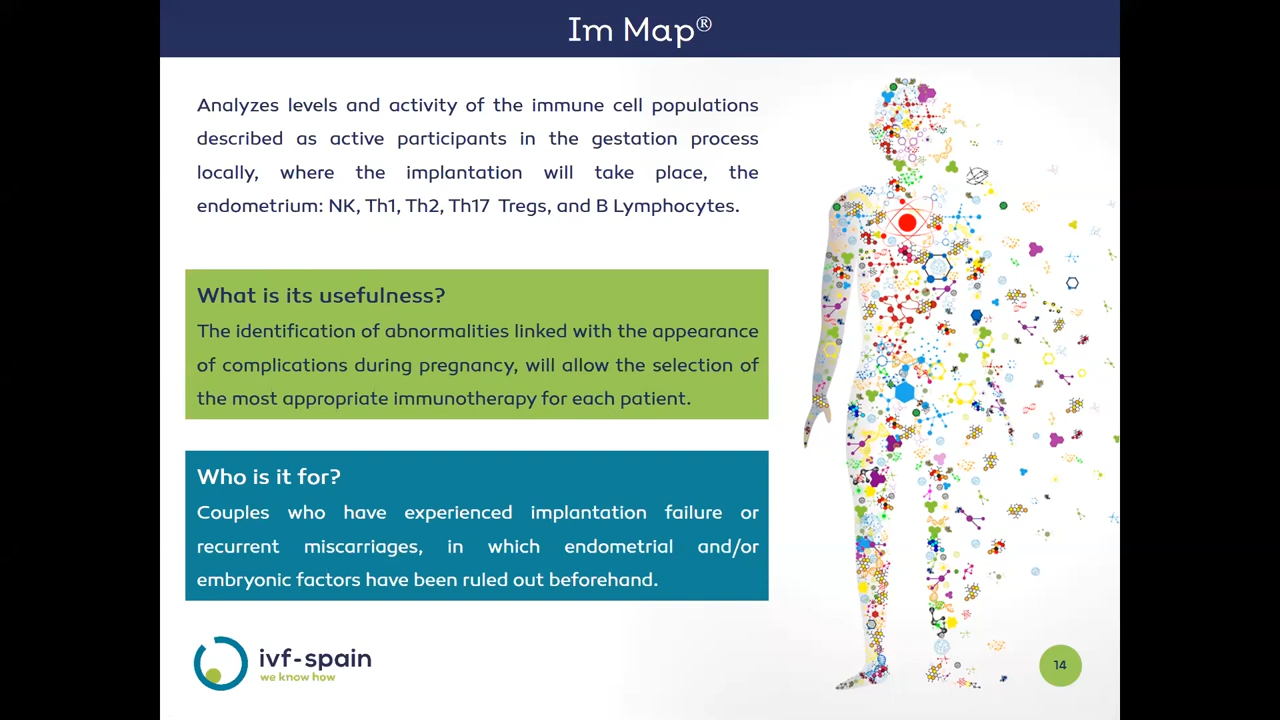 Im Map®
Analyzes levels and activity of the immune cell populations
described as active participants in the gestation process
locally, where the implantation will take place, the
endometrium: NK, Th1, Th2, Th17 Tregs, and B Lymphocytes.
What is its usefulness?
The identification of abnormalities linked with the appearance
of complications during pregnancy, will allow the selection of
the most appropriate immunotherapy for each patient.
Who is it for?
Couples who have experienced implantation failure or
recurrent miscarriages, in which endometrial and/or
embryonic factors have been ruled out beforehand.
ivf-spain
we know how
14